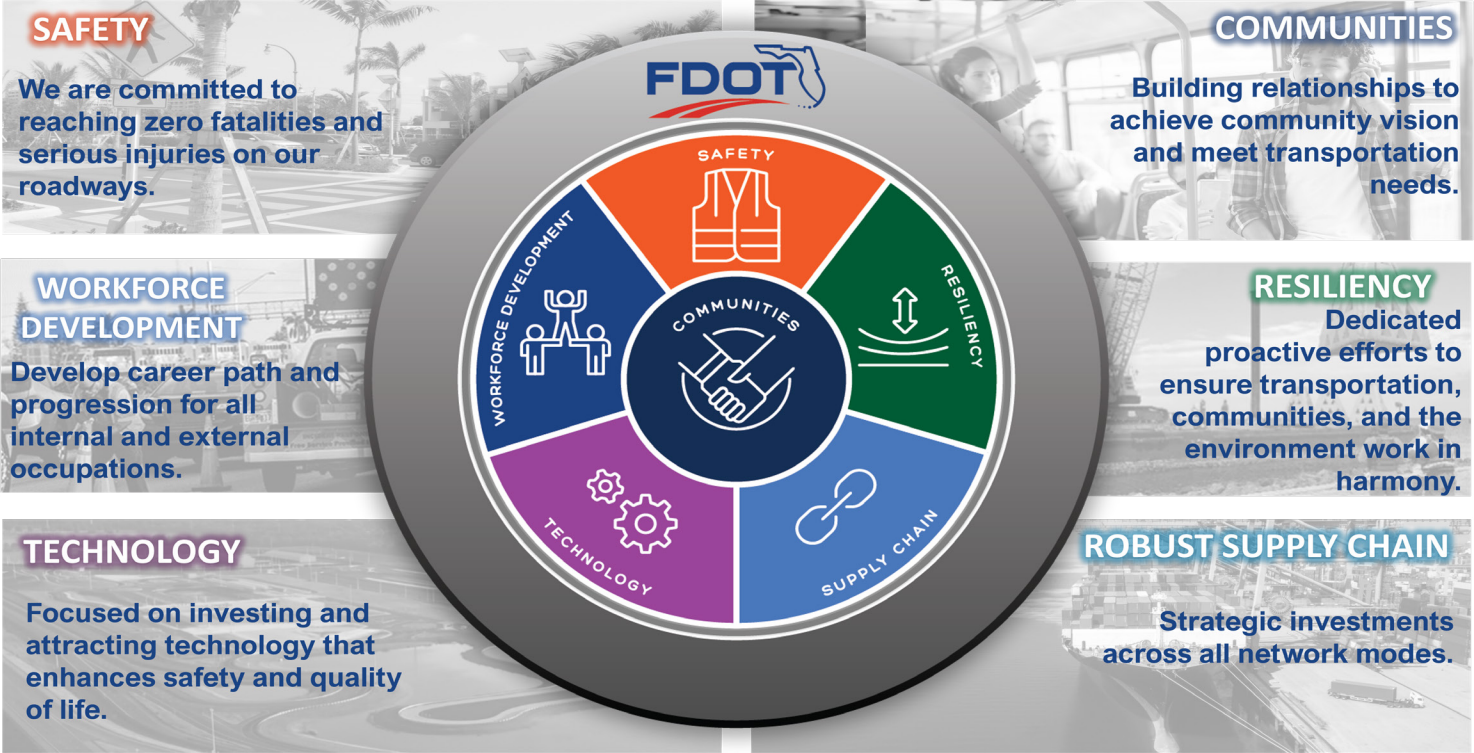 SAFETY
We are committed to
reaching zero fatalities and
serious injuries on our
roadways.
WORKFORCE
DEVELOPMENT
Develop career path and
progression for all
internal and external
occupations.
TECHNOLOGY
Focused on investing and
attracting technology that
enhances safety and quality
of life.
FDOT
SAFETY
WORKFORCE DEVELOPMENT
RESILIENCY
COMMUNITIES
TECHNOLOGY
SUPPLY CHAIN
COMMUNITIES
Building relationships to
achieve community vision
and meet transportation
needs.
RESILIENCY
Dedicated
proactive efforts to
ensure transportation,
communities, and the
environment work in
harmony.
ROBUST SUPPLY CHAIN
Strategic investments
across all network modes.